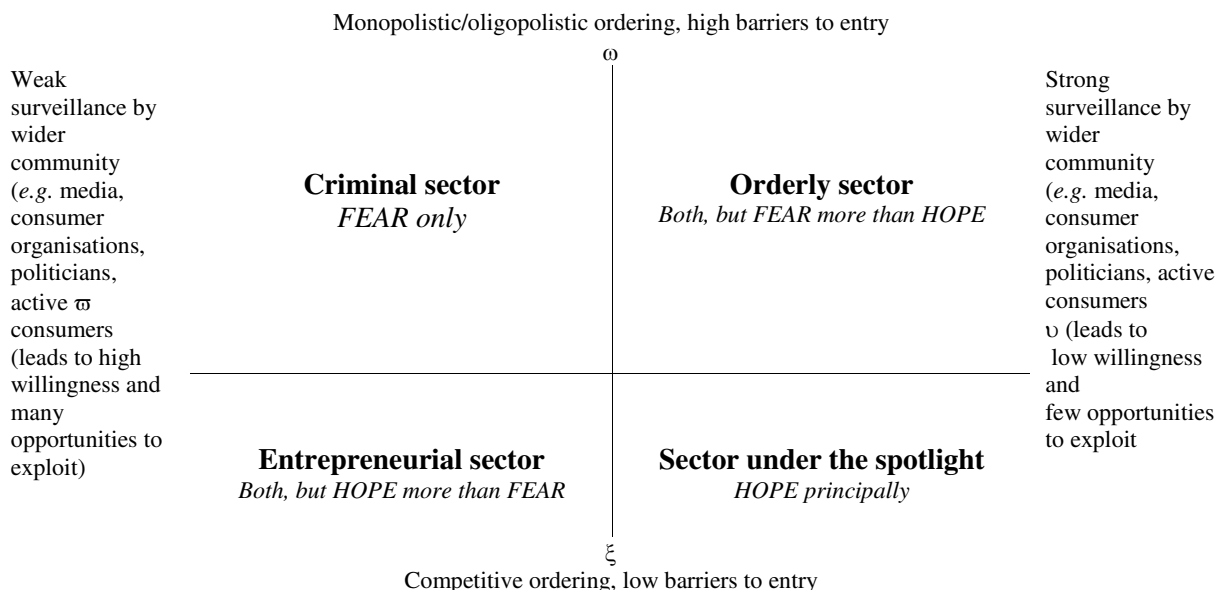 Monopolistic/oligopolistic ordering, high barriers to entry
ω
Weak
surveillance by
wider
community
(e.g. media,
consumer
organisations,
politicians,
active ϖ
consumers
(leads to high
willingness and
many
opportunities to
exploit)
Criminal sector
FEAR only
Orderly sector
Both, but FEAR more than HOPE
Strong
surveillance by
wider
community
(e.g. media,
consumer
organisations,
politicians, active
consumers
υ (leads to
low willingness
and
few opportunities
to exploit
Entrepreneurial sector
Both, but HOPE more than FEAR
Sector under the spotlight
HOPE principally
ξ
Competitive ordering, low barriers to entry